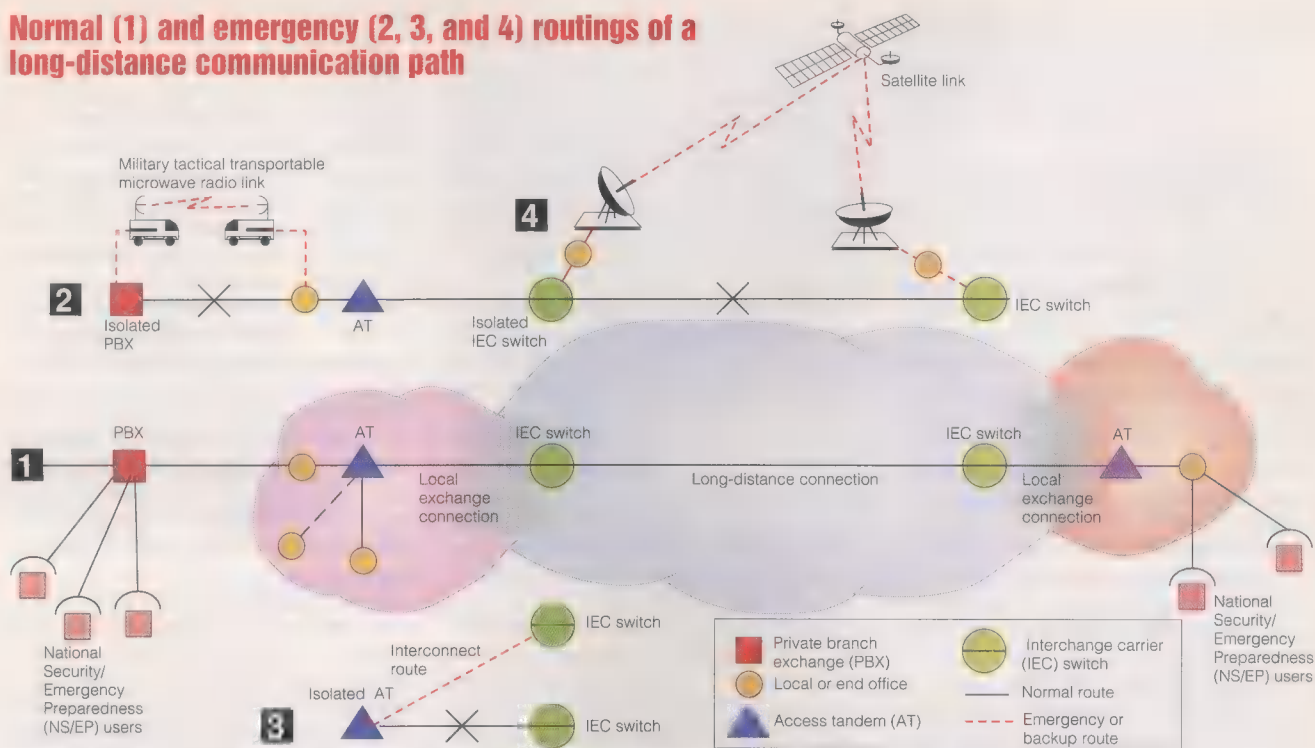 Normal (1) and emergency (2, 3, and 4) routings of a
long-distance communication path
Satellite link
Military tactical transportable
microwave radio link
4
2
Isolated
PBX
AT
Isolated
IEC switch
IEC switch
1
PBX
AT
IEC switch
IEC switch
AT
Local
exchange
connection
Long-distance connection
Local
exchange
connection
National
Security/
Emergency
Preparedness
(NS/EP) users
National
Security/
Emergency
Preparedness
(NS/EP) users
3
Isolated AT
Interconnect
route
IEC switch
IEC switch
Private branch
exchange (PBX)
Local or end office
Access tandem (AT)
Interchange carrier
(IEC) switch
Normal route
Emergency or
backup route